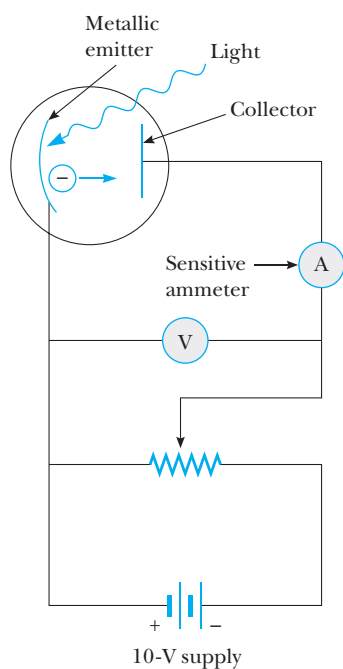 Metallic
emitter
Light
Collector
−
A
Sensitive
ammeter
V
+ −
10-V supply